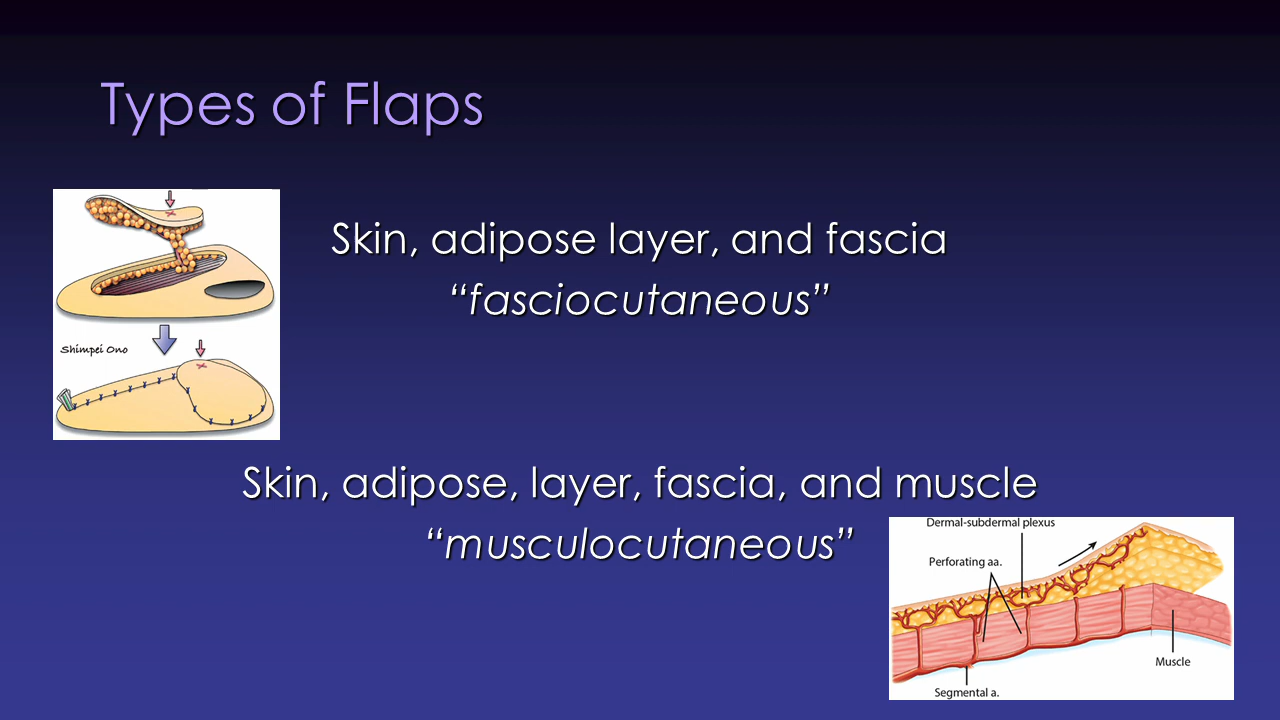 Types of Flaps
Skin, adipose layer, and fascia
“fasciocutaneous”
Shimpei Ono
Skin, adipose, layer, fascia, and muscle
“musculocutaneous”
Dermal-subdermal plexus
Perforating aa.
Muscle
Segmental a.